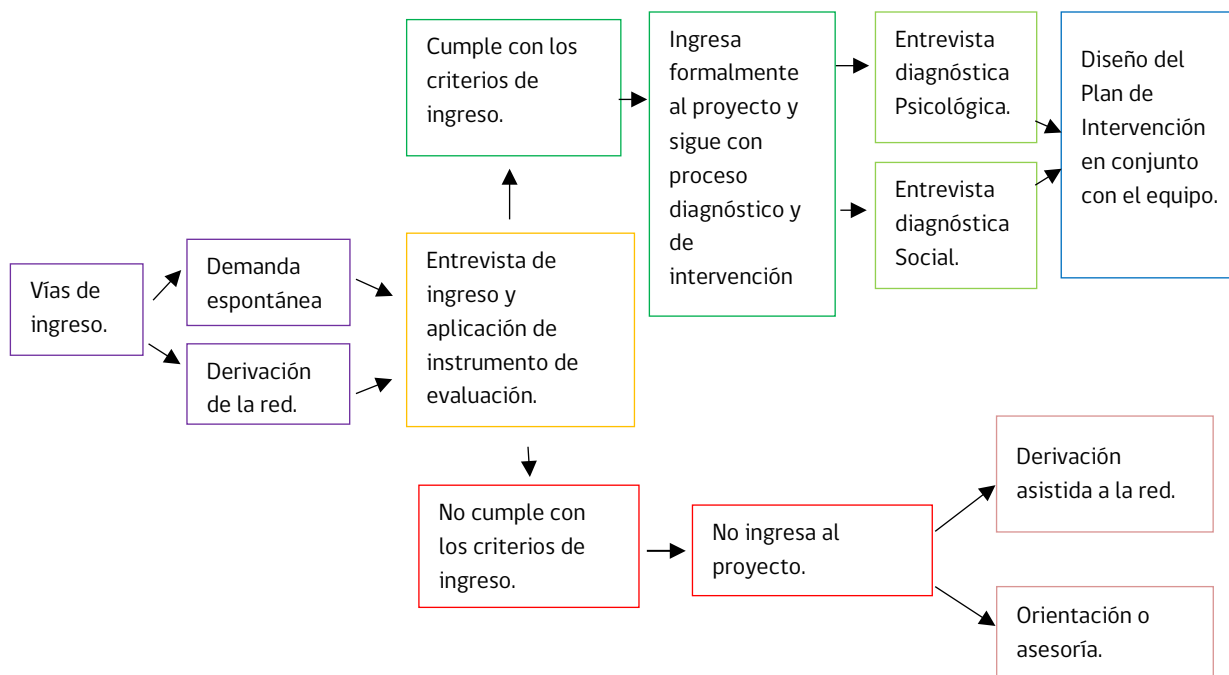 Vías de
ingreso.
Demanda
espontánea
Derivación
de la red.
Entrevista de
ingreso y
aplicación de
instrumento de
evaluación.
Cumple con los
criterios de
ingreso.
Ingresa
formalmente
al proyecto y
sigue con
proceso
diagnóstico y
de
intervención
Entrevista
diagnóstica
Psicológica.
Entrevista
diagnóstica
Social.
Diseño del
Plan de
Intervención
en conjunto
con el equipo.
No cumple con
los criterios de
ingreso.
No ingresa al
proyecto.
Derivación
asistida a la red.
Orientación o
asesoría.